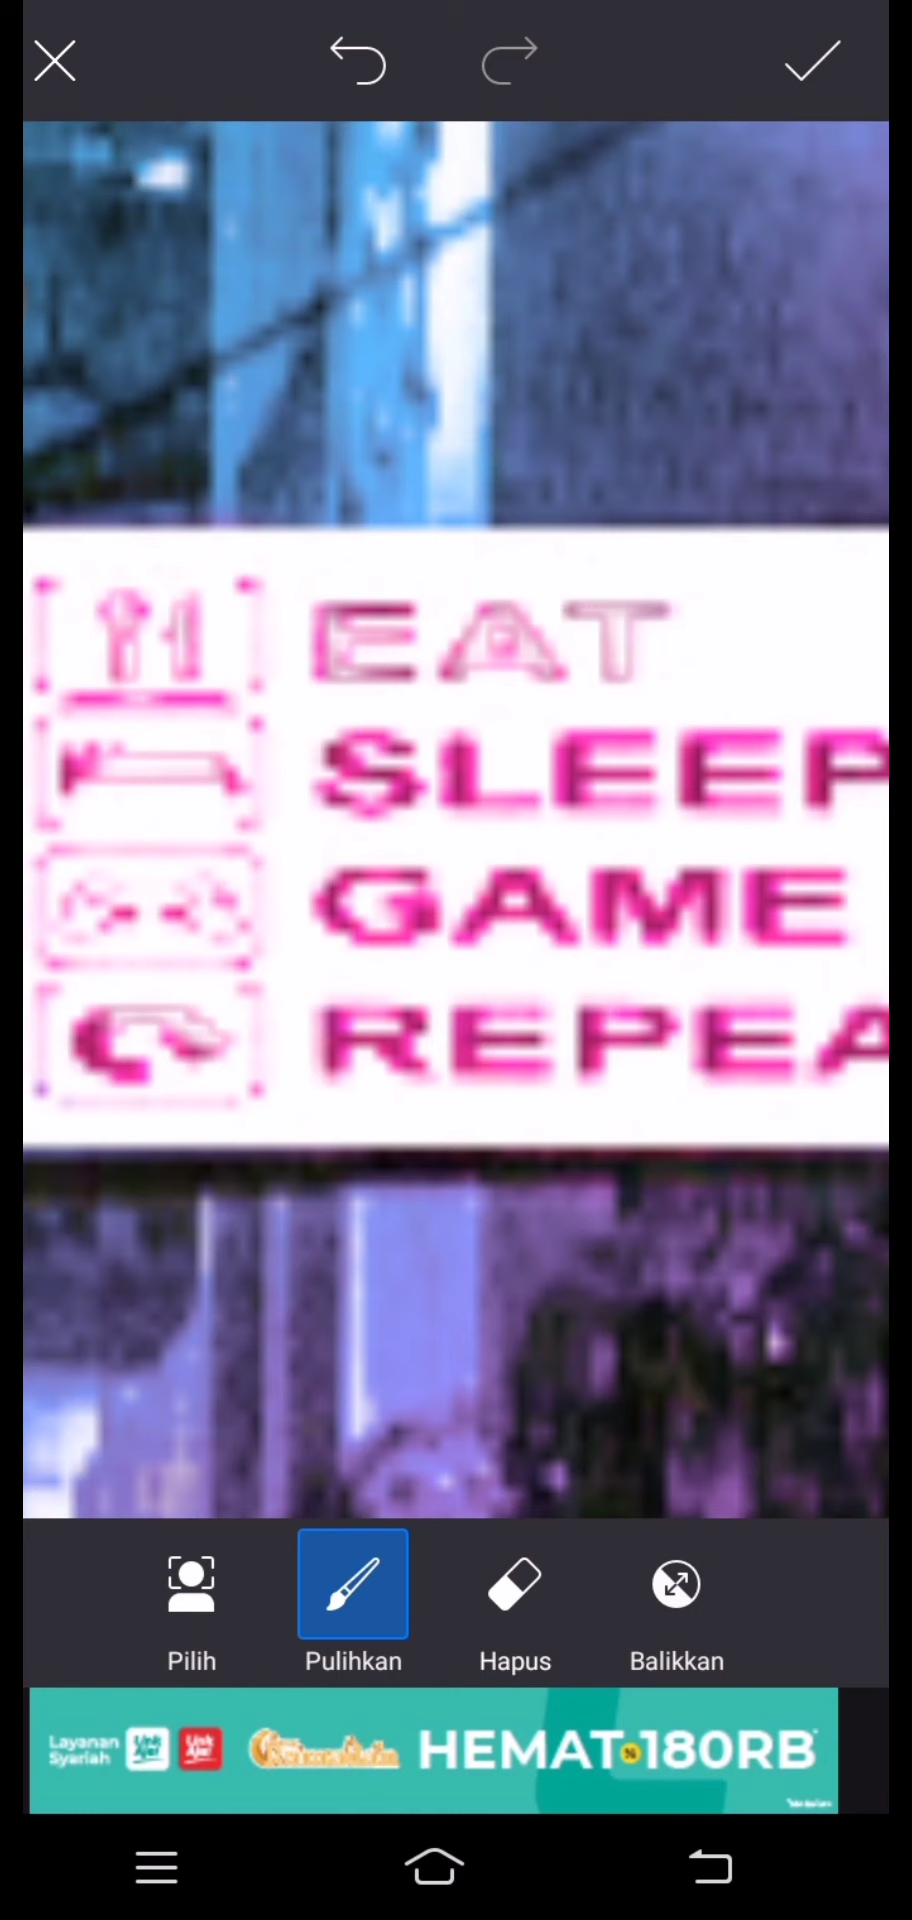 EAT
SLEEP
GAME
REPEA
Pilih
Pulihkan
Hapus
Balikkan
Layanan
Syariah
HEMAT 180RB